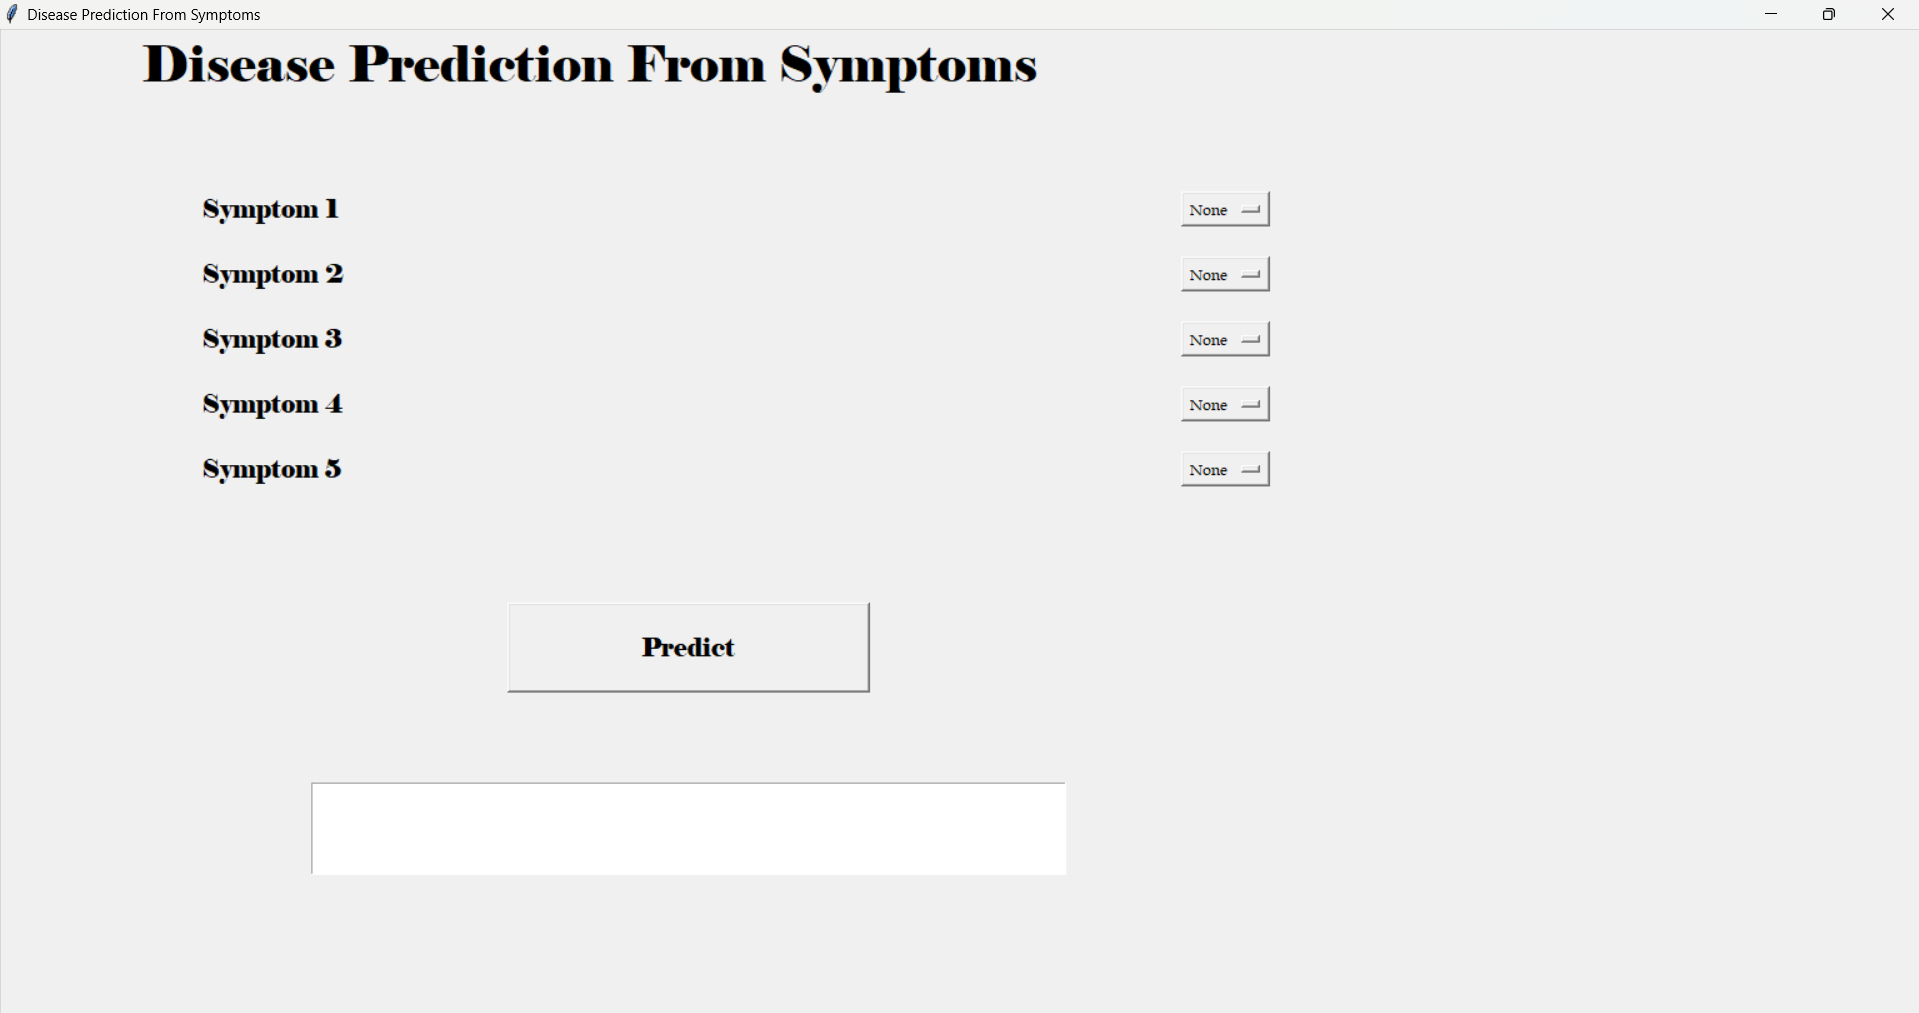 Disease Prediction From Symptoms
Disease Prediction From Symptoms
Symptom 1 None
Symptom 2 None
Symptom 3 None
Symptom 4 None
Symptom 5 None
Predict